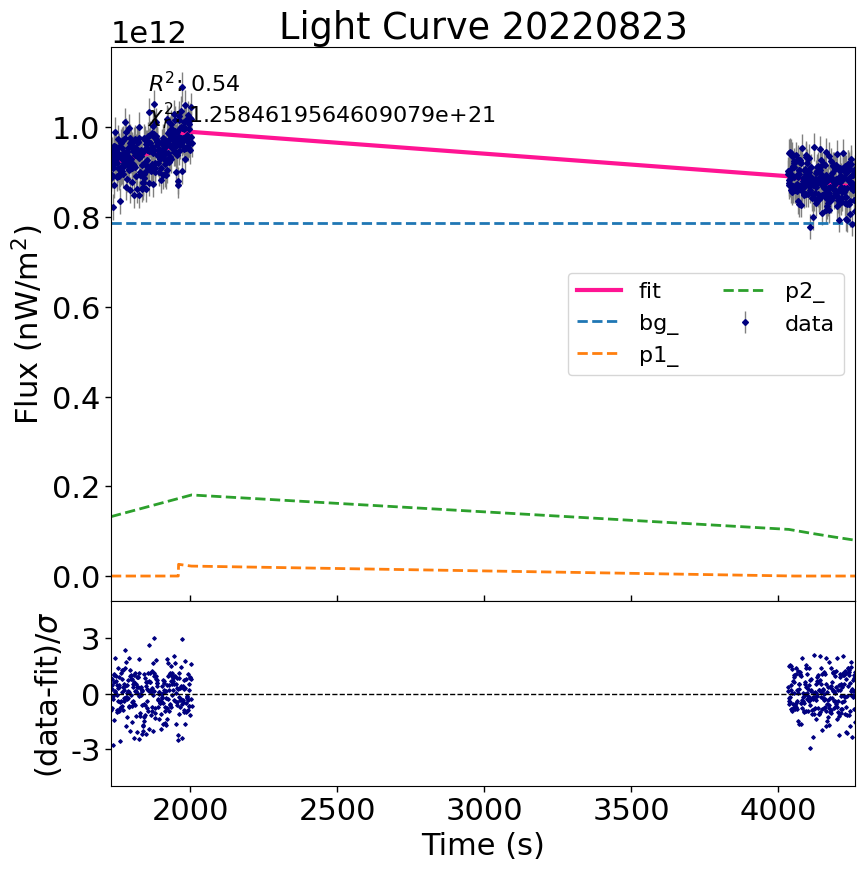 Light Curve 20220823
1e12
R²: 0.54
1.2584619564609079e+21
1.0
0.8
0.6
0.4
0.2
0.0
Flux (nW/m²)
fit
bg_
p1_
p2_
data
3
0
-3
(data-fit)/σ
2000 2500 3000 3500 4000
Time (s)